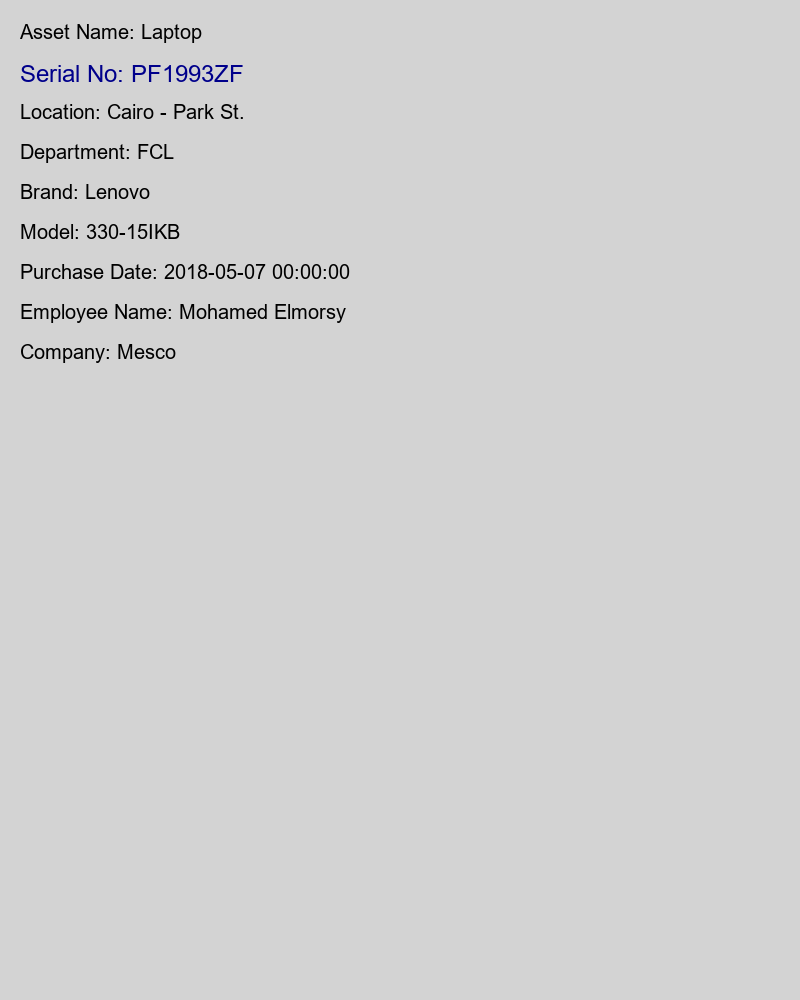 Asset Name: Laptop
Serial No: PF1993ZF
Location: Cairo - Park St.
Department: FCL
Brand: Lenovo
Model: 330-15IKB
Purchase Date: 2018-05-07 00:00:00
Employee Name: Mohamed Elmorsy
Company: Mesco